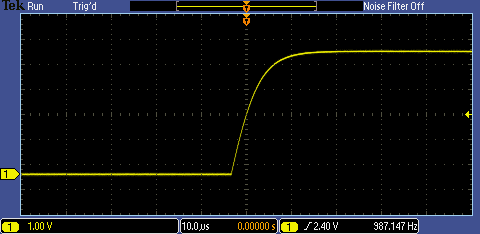 Tek Run Trig'd Noise Filter Off
T
T
1
1 1.00 V 10.0µs 0.00000 s 1 2.40 V 987.147 Hz